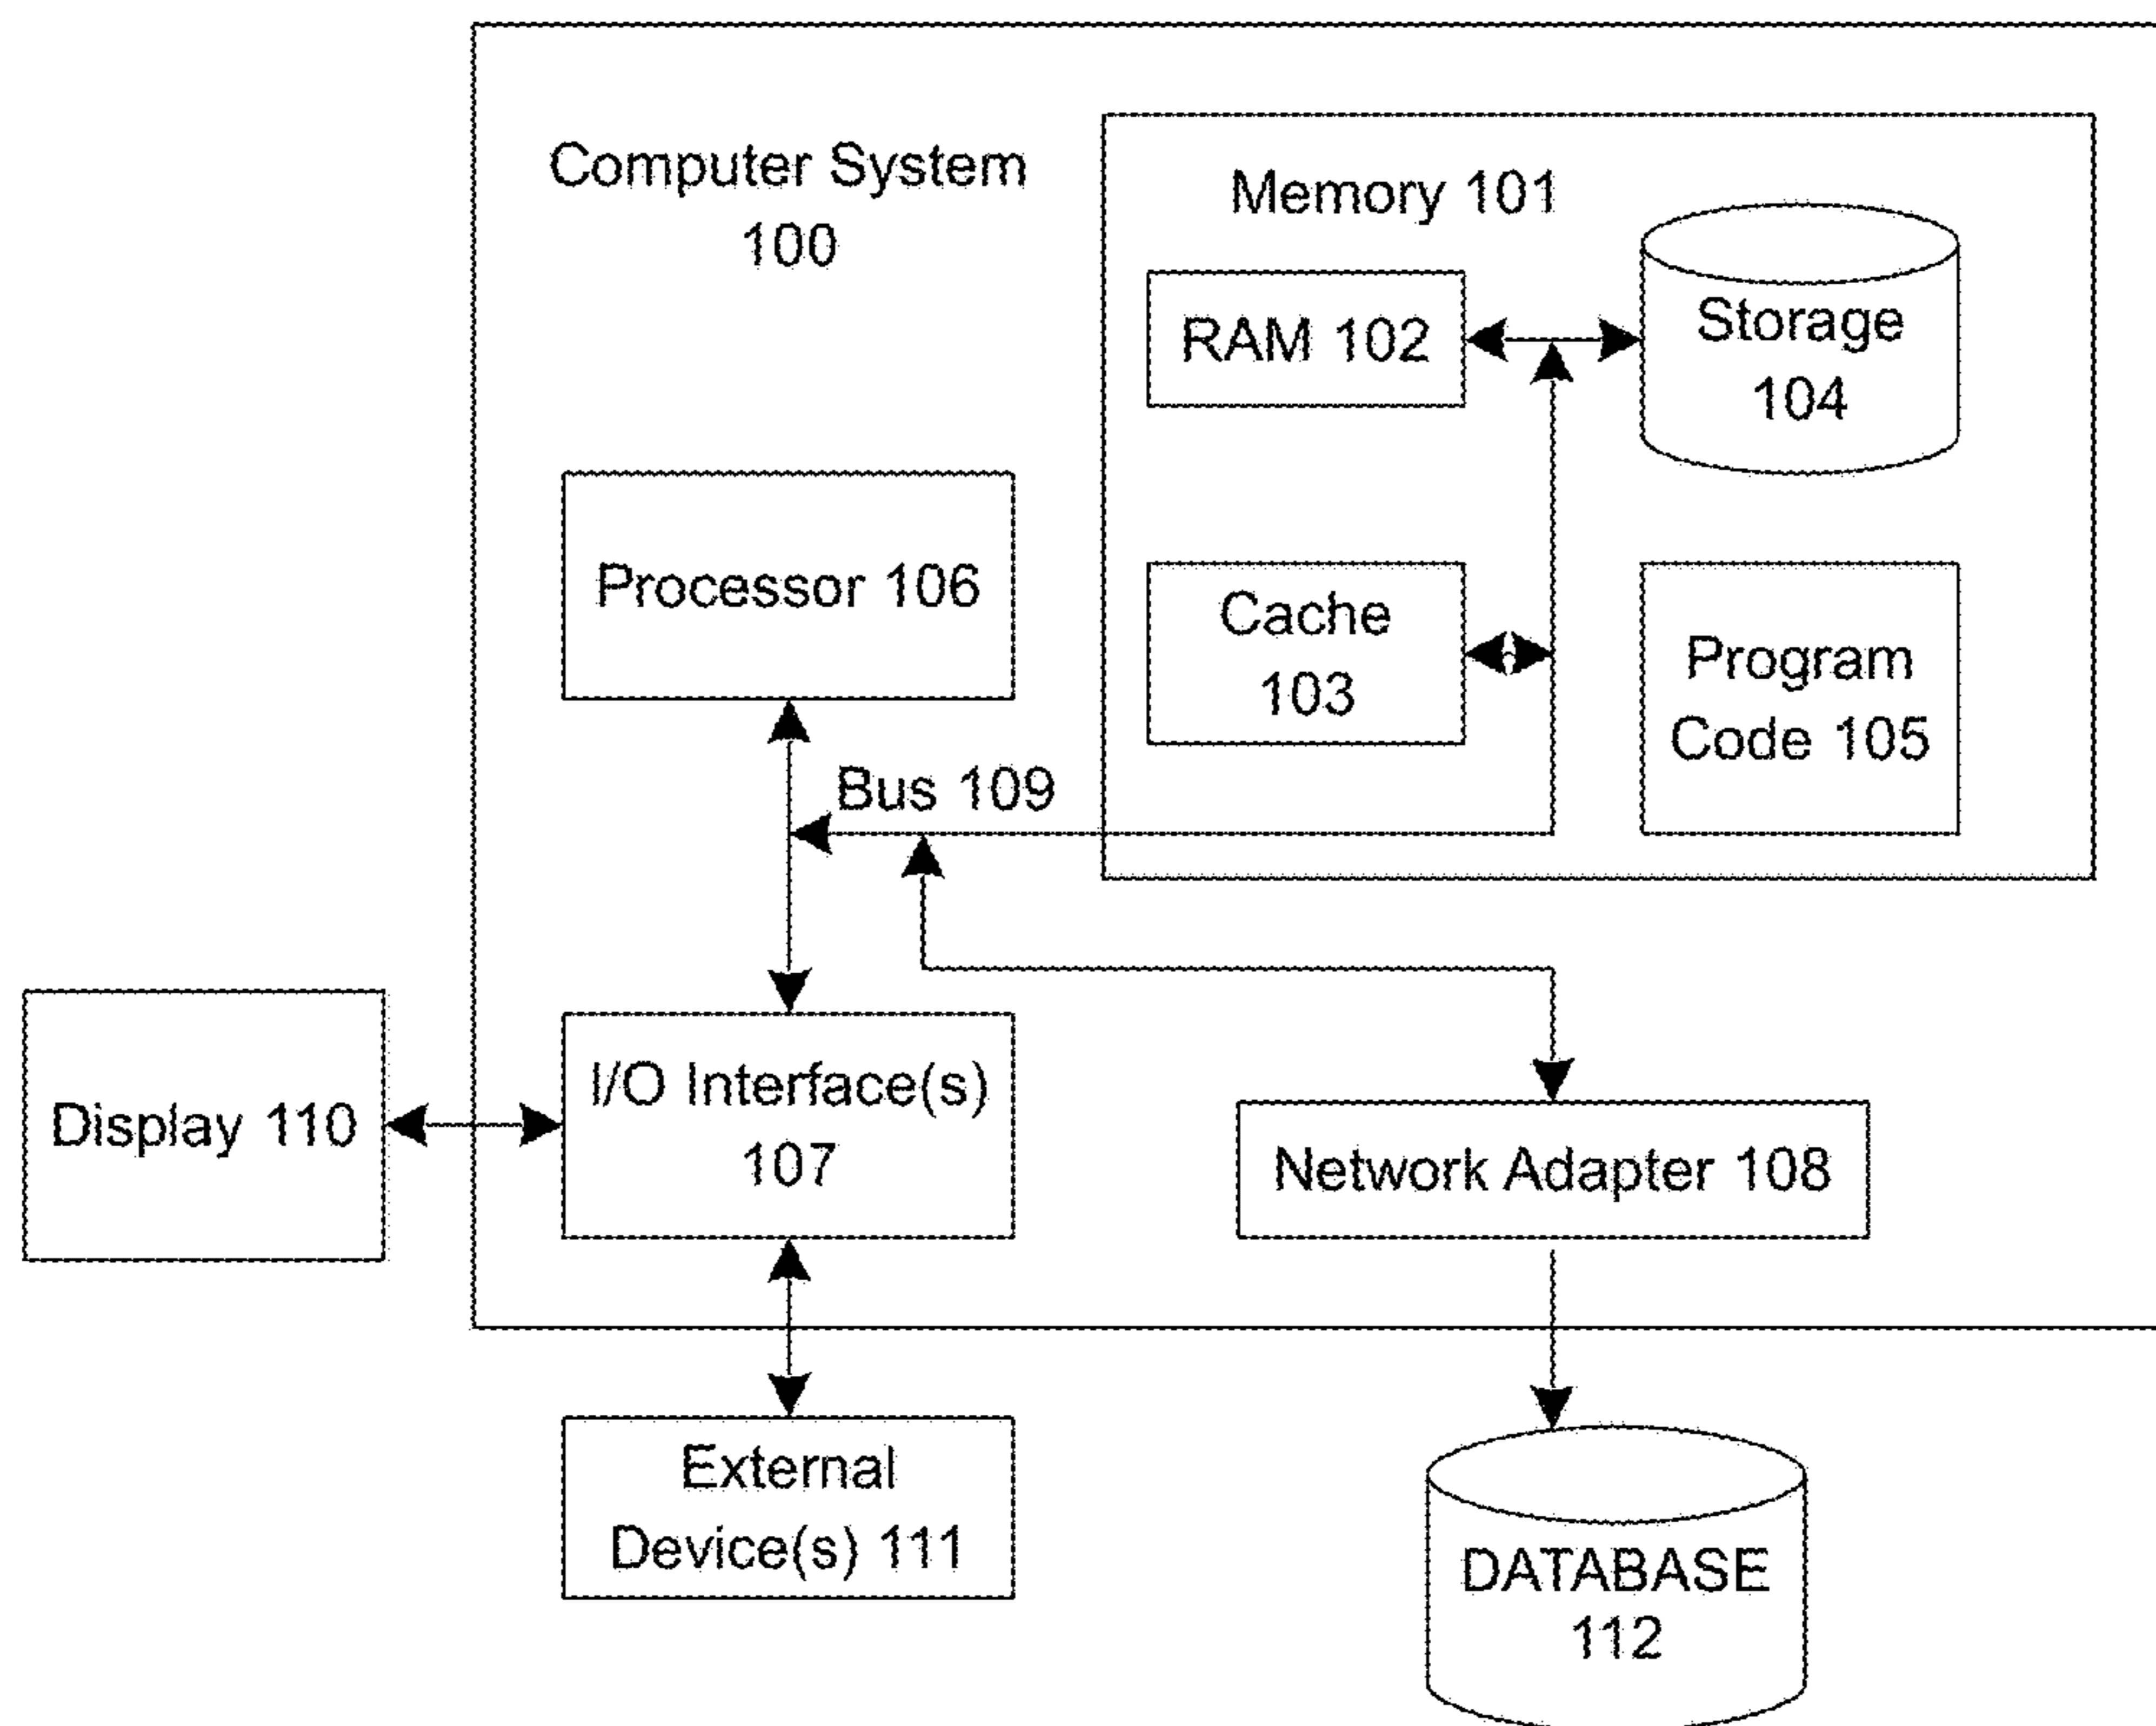 Computer System
100
Memory 101
RAM 102
Storage
104
Processor 106
Cache
103
Program
Code 105
Bus 109
Display 110
I/O Interface(s)
107
Network Adapter 108
External
Device(s) 111
DATABASE
112